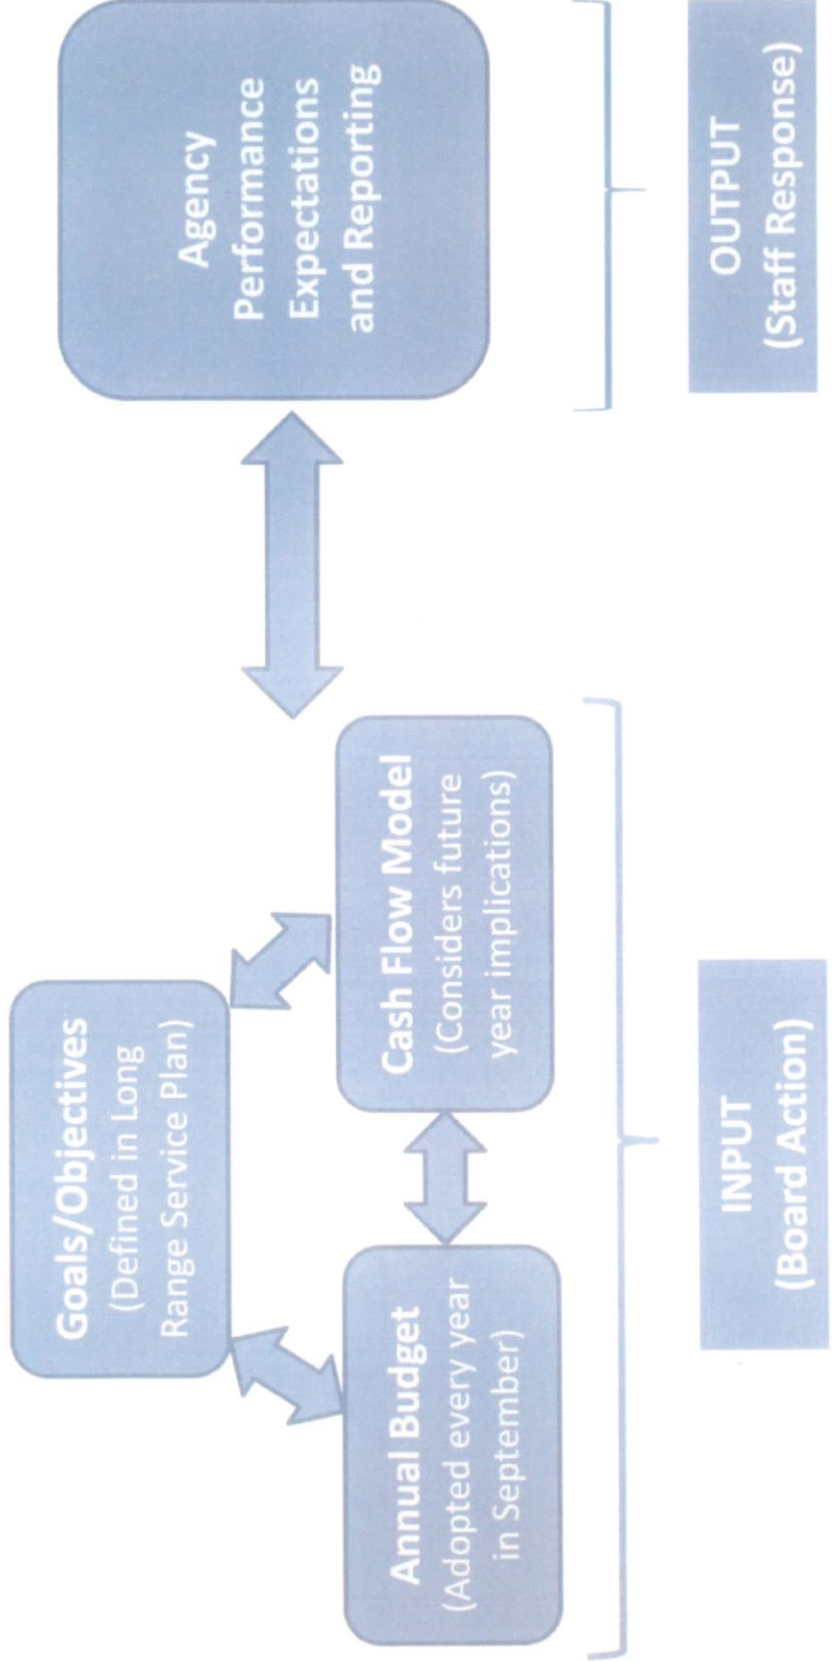 Goals/Objectives
(Defined in Long
Range Service Plan)
Annual Budget
(Adopted every year
in September)
Cash Flow Model
(Considers future
year implications)
Agency
Performance
Expectations
and Reporting
INPUT
(Board Action)
OUTPUT
(Staff Response)